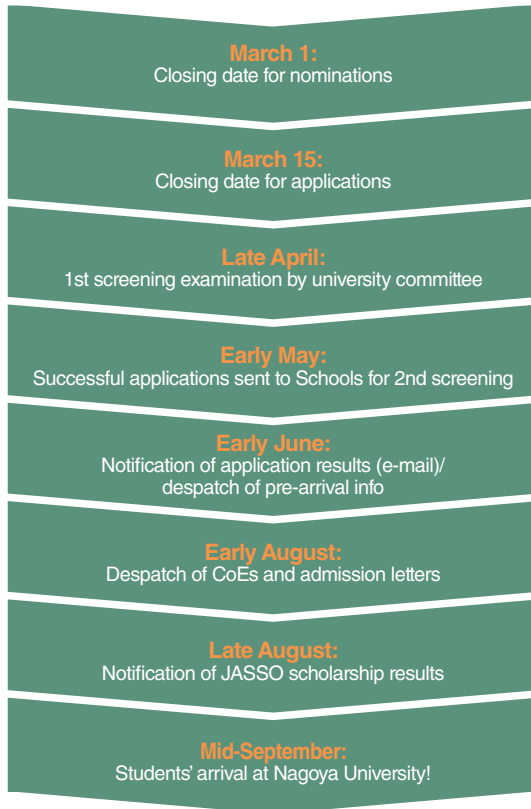 March 1:
Closing date for nominations
March 15:
Closing date for applications
Late April:
1st screening examination by university committee
Early May:
Successful applications sent to Schools for 2nd screening
Early June:
Notification of application results (e-mail)/
despatch of pre-arrival info
Early August:
Despatch of CoEs and admission letters
Late August:
Notification of JASSO scholarship results
Mid-September:
Students’ arrival at Nagoya University!